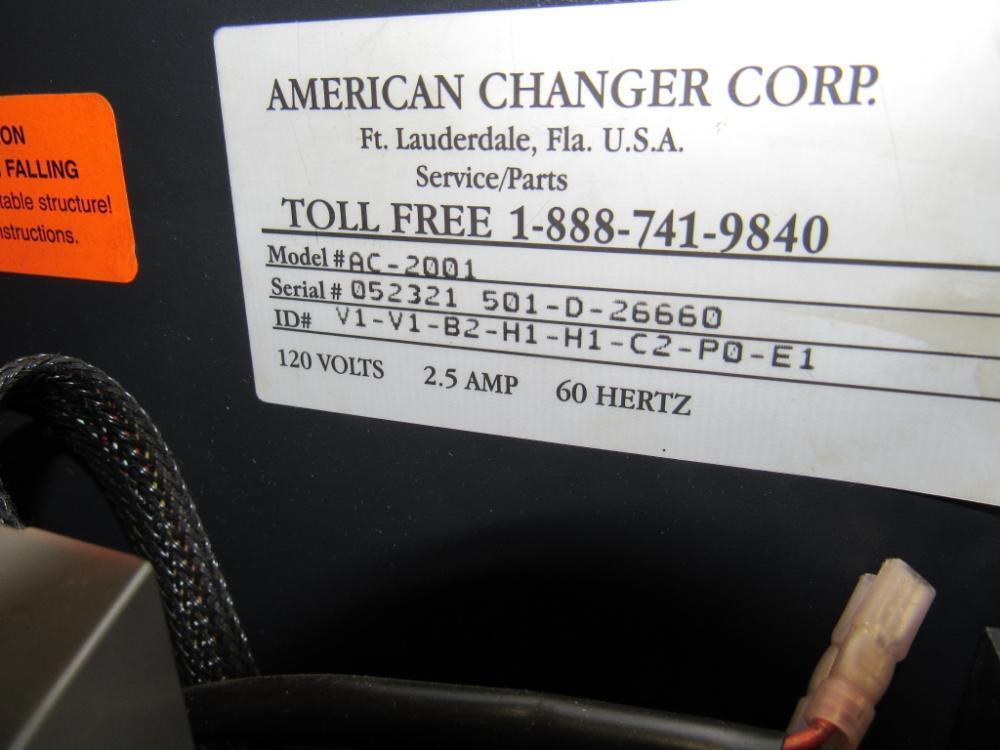 AMERICAN CHANGER CORP.
Ft. Lauderdale, Fla. U.S.A.
Service/Parts
TOLL FREE 1-888-741-9840
Model # AC-2001
Serial # 052321 501-D-26660
ID# V1-V1-B2-H1-H1-C2-P0-E1
120 VOLTS 2.5 AMP 60 HERTZ
ON
FALLING
table structure!
nstructions.